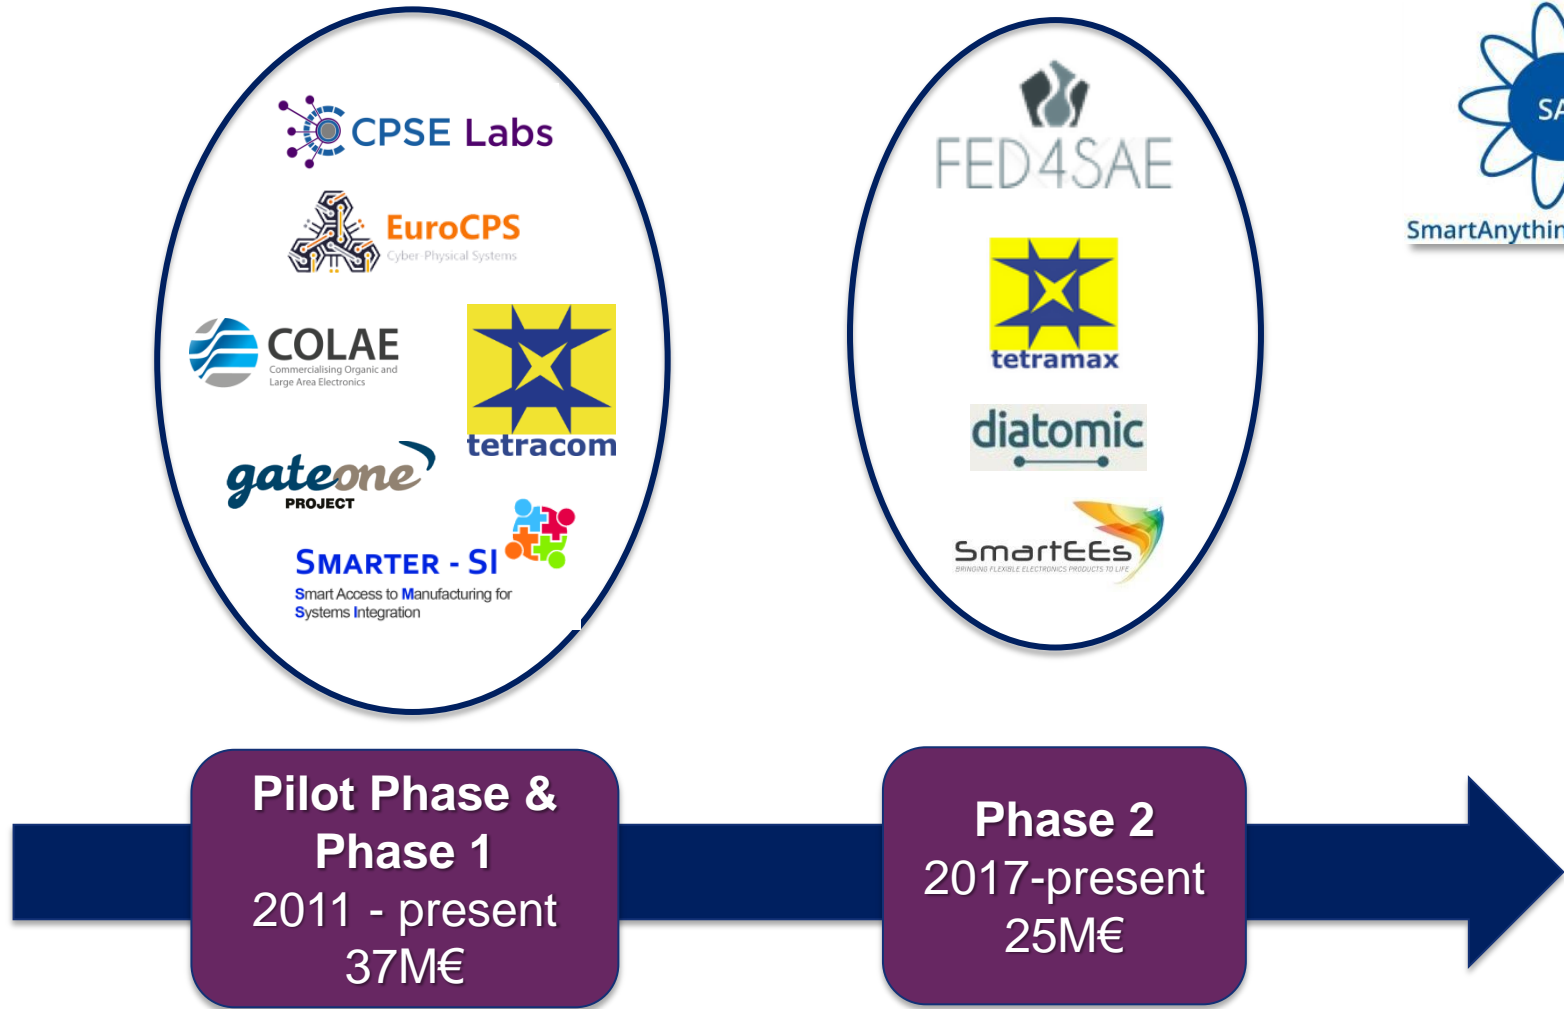 CPSE Labs
EuroCPS
Cyber-Physical Systems
COLAE
Commercialising Organic and
Large Area Electronics
tetracom
gateone
PROJECT
SMARTER - SI
Smart Access to Manufacturing for
Systems Integration
FED4SAE
tetramax
diatomic
SmartEEs
BRINGING FLEXIBLE ELECTRONICS PRODUCTS TO LIFE
SA
SmartAnythin
Pilot Phase &
Phase 1
2011 - present
37M€
Phase 2
2017-present
25M€